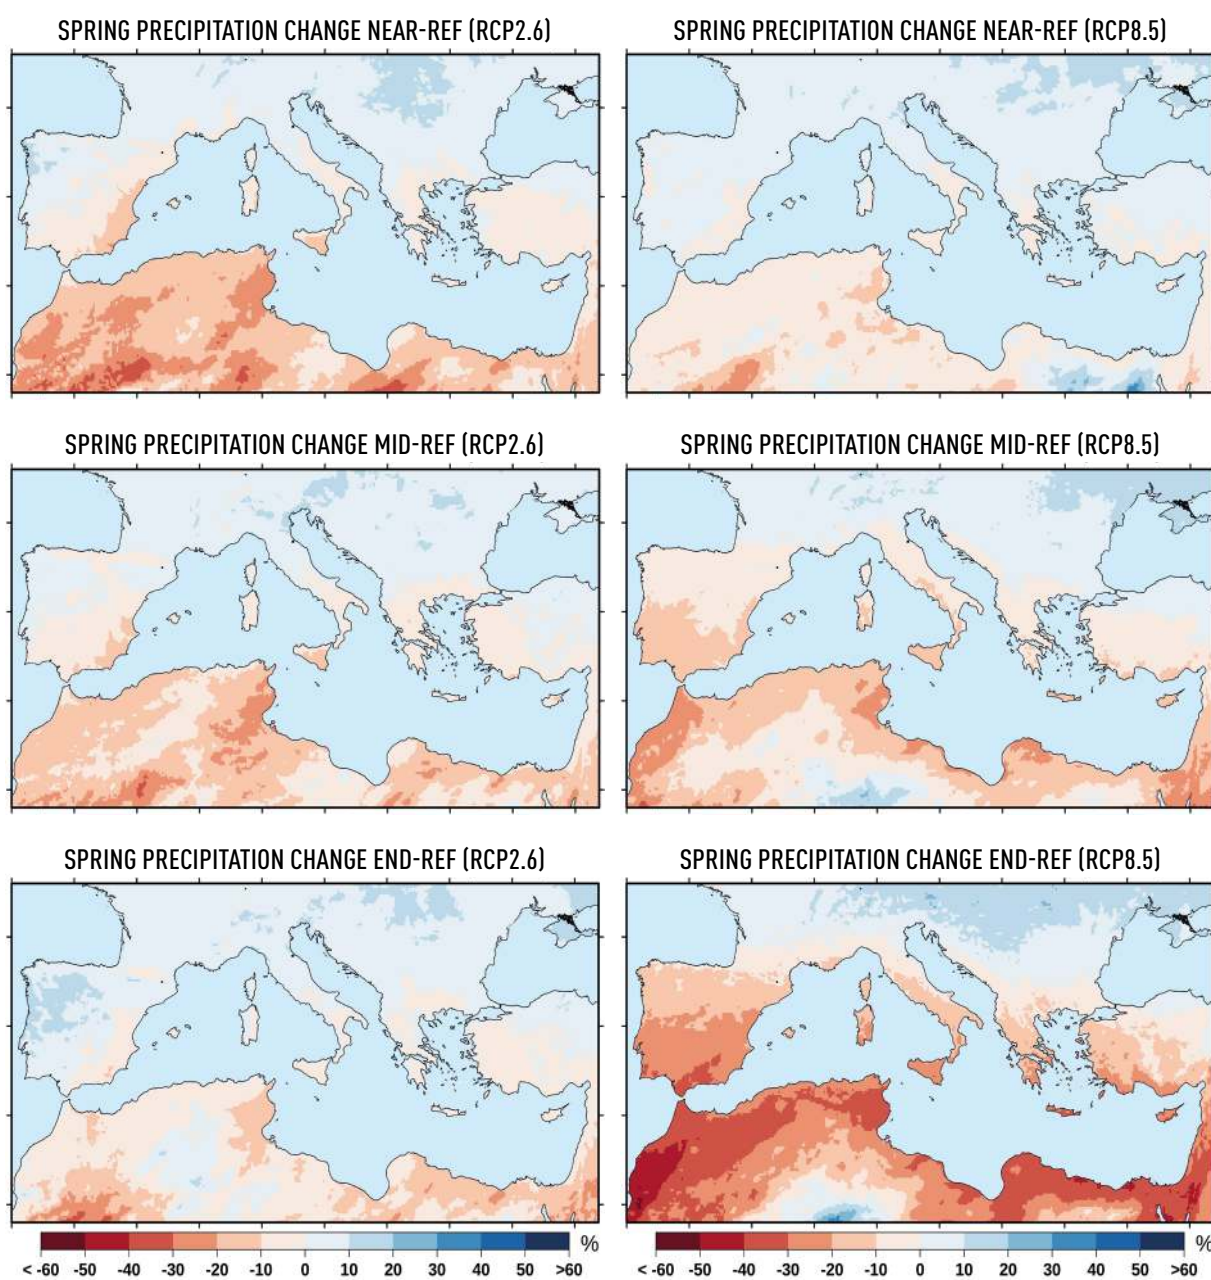 SPRING PRECIPITATION CHANGE NEAR-REF (RCP2.6)
SPRING PRECIPITATION CHANGE NEAR-REF (RCP8.5)
SPRING PRECIPITATION CHANGE MID-REF (RCP2.6)
SPRING PRECIPITATION CHANGE MID-REF (RCP8.5)
SPRING PRECIPITATION CHANGE END-REF (RCP2.6)
SPRING PRECIPITATION CHANGE END-REF (RCP8.5)
%
< -60 -50 -40 -30 -20 -10 0 10 20 30 40 50 >60
%
< -60 -50 -40 -30 -20 -10 0 10 20 30 40 50 >60